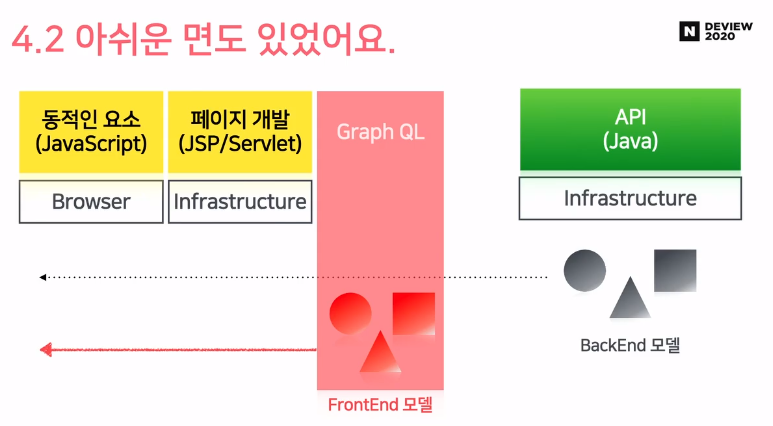 4.2 아쉬운 면도 있었어요.
N DEVIEW
2020
동적인 요소
(JavaScript)
페이지 개발
(JSP/Servlet)
Graph QL
API
(Java)
Browser
Infrastructure
Infrastructure
BackEnd 모델
FrontEnd 모델